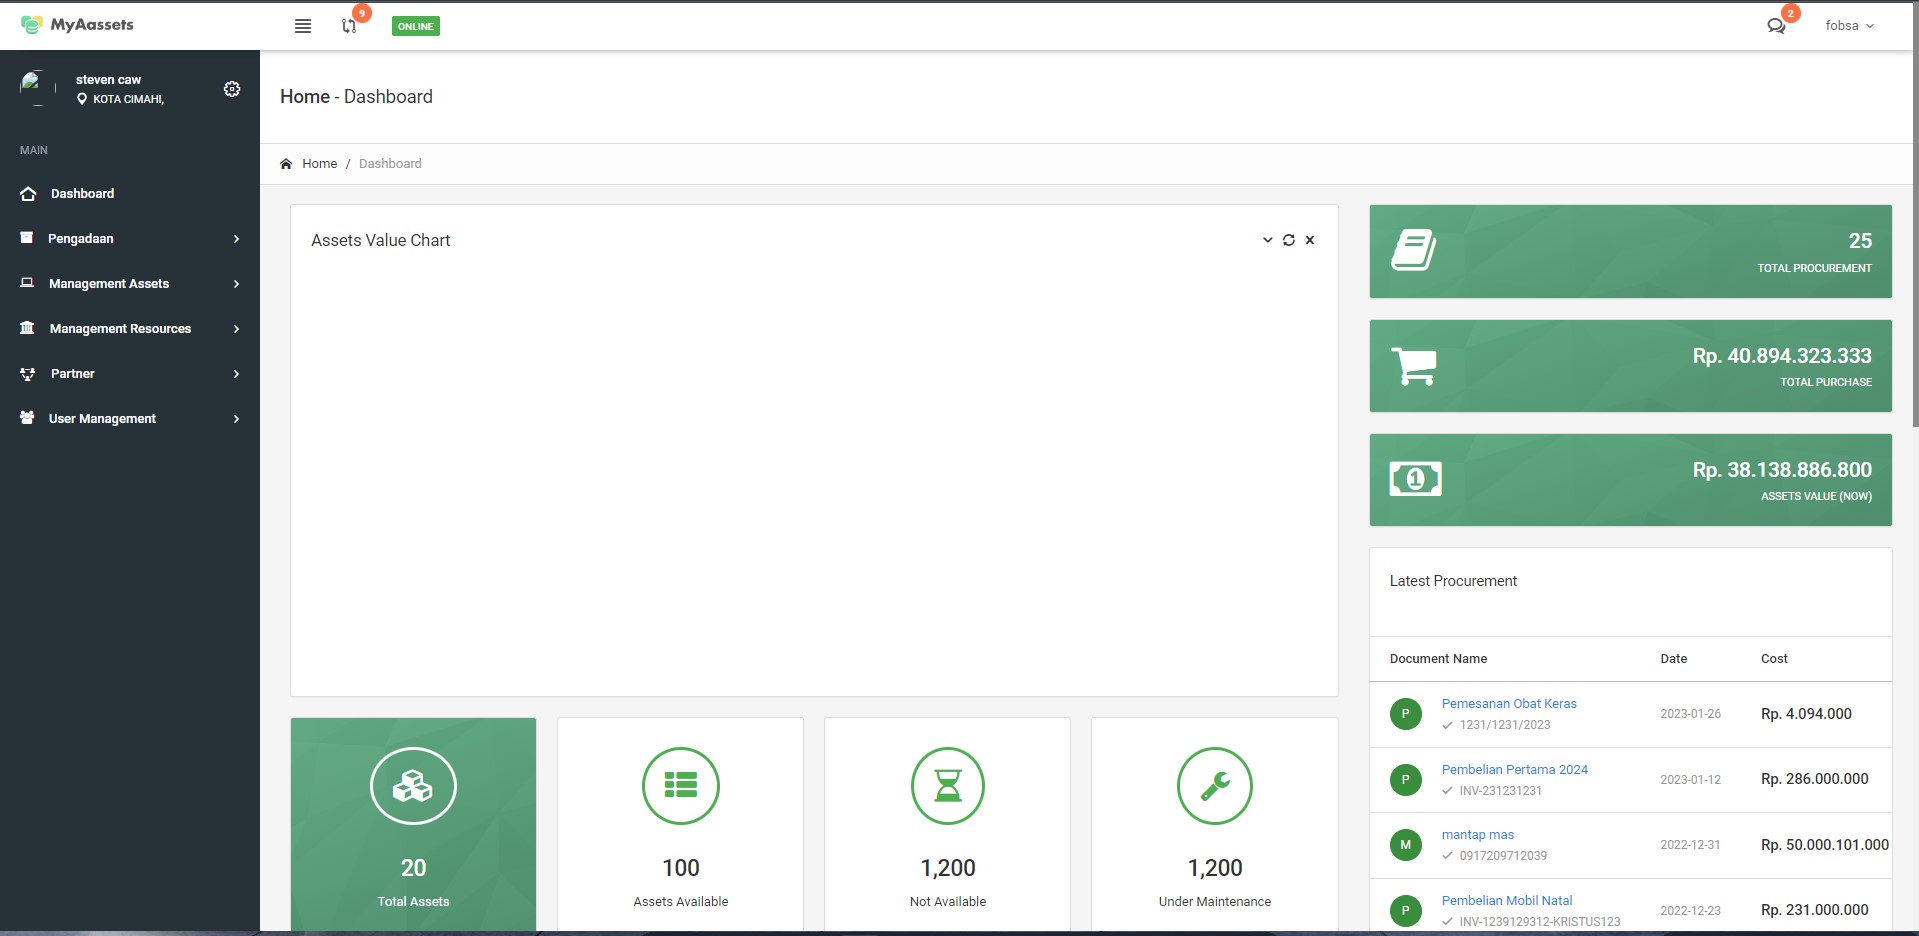 MyAassets
9
ONLINE
2
fobsa
steven caw
KOTA CIMAHI,
MAIN
Dashboard
Pengadaan
Management Assets
Management Resources
Partner
User Management
Home - Dashboard
Home / Dashboard
Assets Value Chart
25
TOTAL PROCUREMENT
Rp. 40.894.323.333
TOTAL PURCHASE
1
Rp. 38.138.886.800
ASSETS VALUE (NOW)
20
Total Assets
100
Assets Available
1,200
Not Available
1,200
Under Maintenance
Latest Procurement
Document Name Date Cost
P Pemesanan Obat Keras 2023-01-26 Rp. 4.094.000
1231/1231/2023
P Pembelian Pertama 2024 2023-01-12 Rp. 286.000.000
INV-231231231
M mantap mas 2022-12-31 Rp. 50.000.101.000
0917209712039
P Pembelian Mobil Natal 2022-12-23 Rp. 231.000.000
INV-1239129312-KRISTUS123